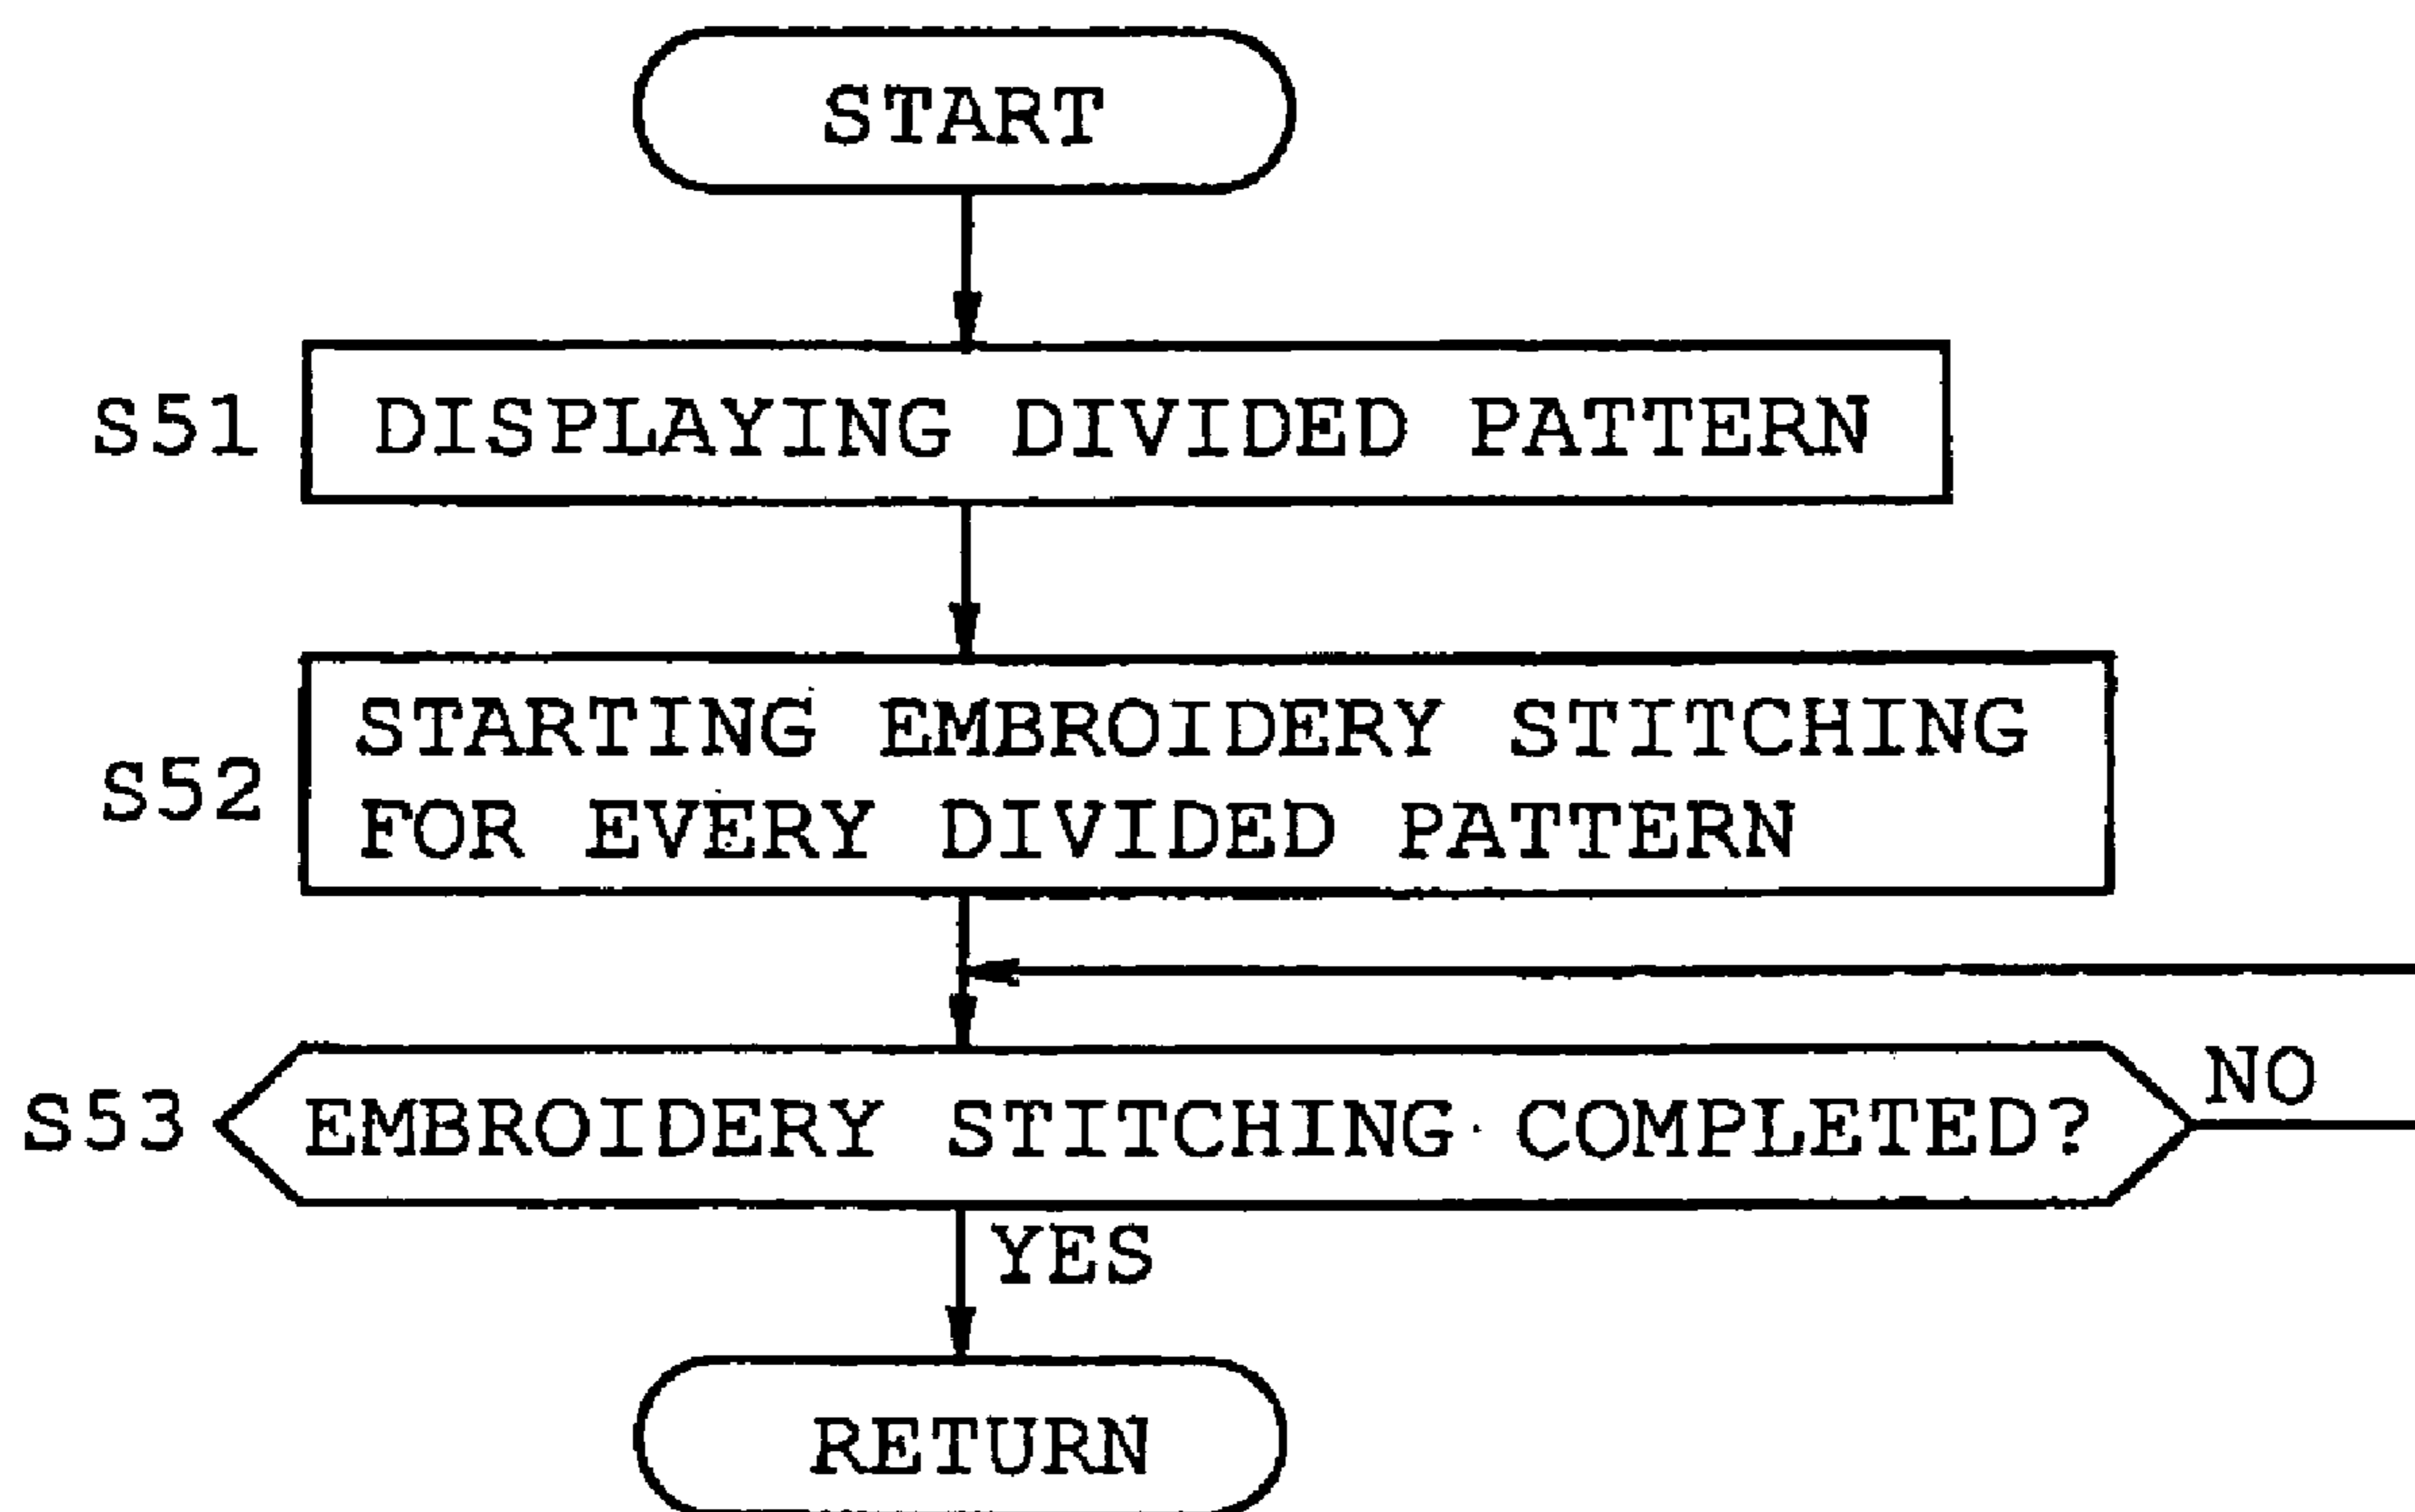 START
S51 DISPLAYING DIVIDED PATTERN
S52 STARTING EMBROIDERY STITCHING
FOR EVERY DIVIDED PATTERN
S53 EMBROIDERY STITCHING COMPLETED? NO
YES
RETURN